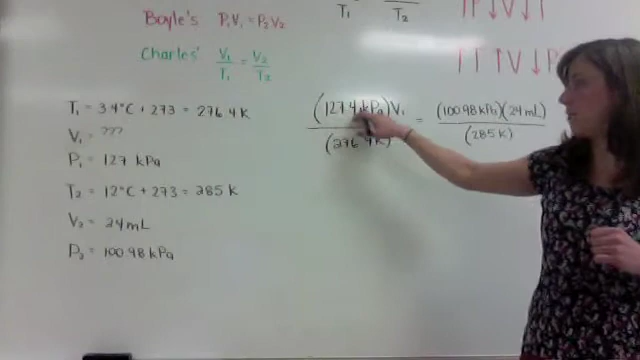 T₁ T₂
↑P ↓V ↓T
Boyle's P₁V₁ = P₂V₂
Charles' V₁/T₁ = V₂/T₂
T₁ = 3.4°C + 273 = 276.4 K
V₁ = ???
P₁ = 127 kPa
T₂ = 12°C + 273 = 285 K
V₂ = 24mL
P₂ = 100.98 kPa
(127.4 kPa)V₁ = (100.98 kPa)(24 mL)
(276.4 K) (285 K)